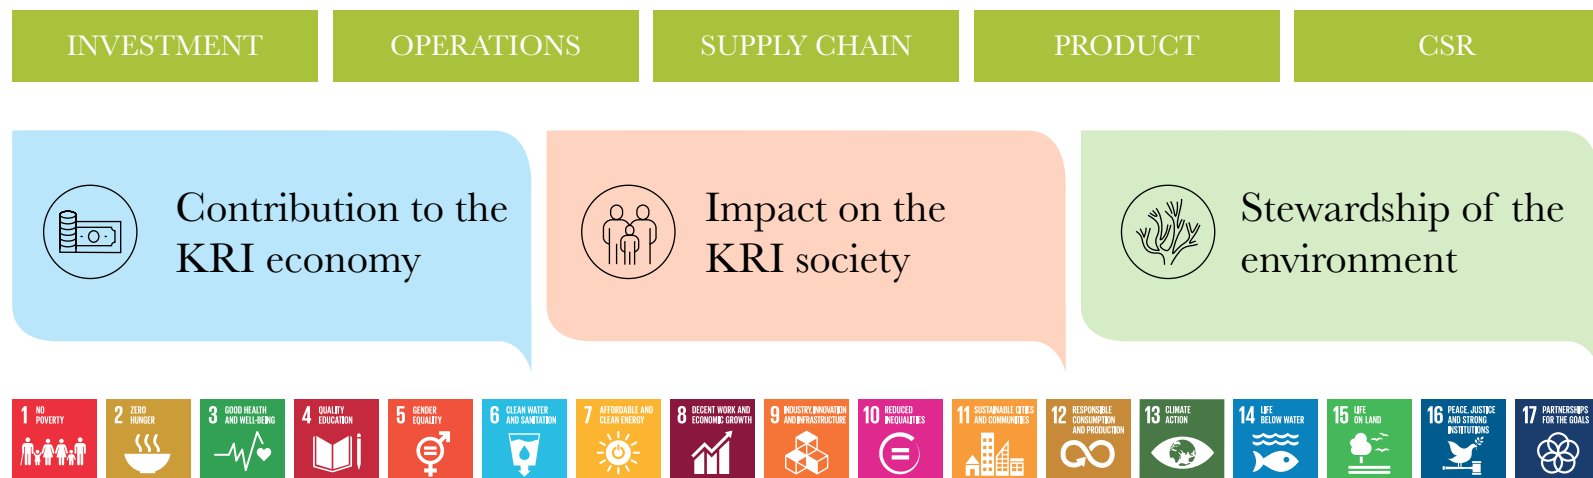 INVESTMENT
OPERATIONS
SUPPLY CHAIN
PRODUCT
CSR
Contribution to the
KRI economy
Impact on the
KRI society
Stewardship of the
environment
1 NO
POVERTY
2 ZERO
HUNGER
3 GOOD HEALTH
AND WELL-BEING
4 QUALITY
EDUCATION
5 GENDER
EQUALITY
6 CLEAN WATER
AND SANITATION
7 AFFORDABLE AND
CLEAN ENERGY
8 DECENT WORK AND
ECONOMIC GROWTH
9 INDUSTRY, INNOVATION
AND INFRASTRUCTURE
10 REDUCED
INEQUALITIES
11 SUSTAINABLE CITIES
AND COMMUNITIES
12 RESPONSIBLE
CONSUMPTION
AND PRODUCTION
13 CLIMATE
ACTION
14 LIFE
BELOW WATER
15 LIFE
ON LAND
16 PEACE, JUSTICE
AND STRONG
INSTITUTIONS
17 PARTNERSHIPS
FOR THE GOALS